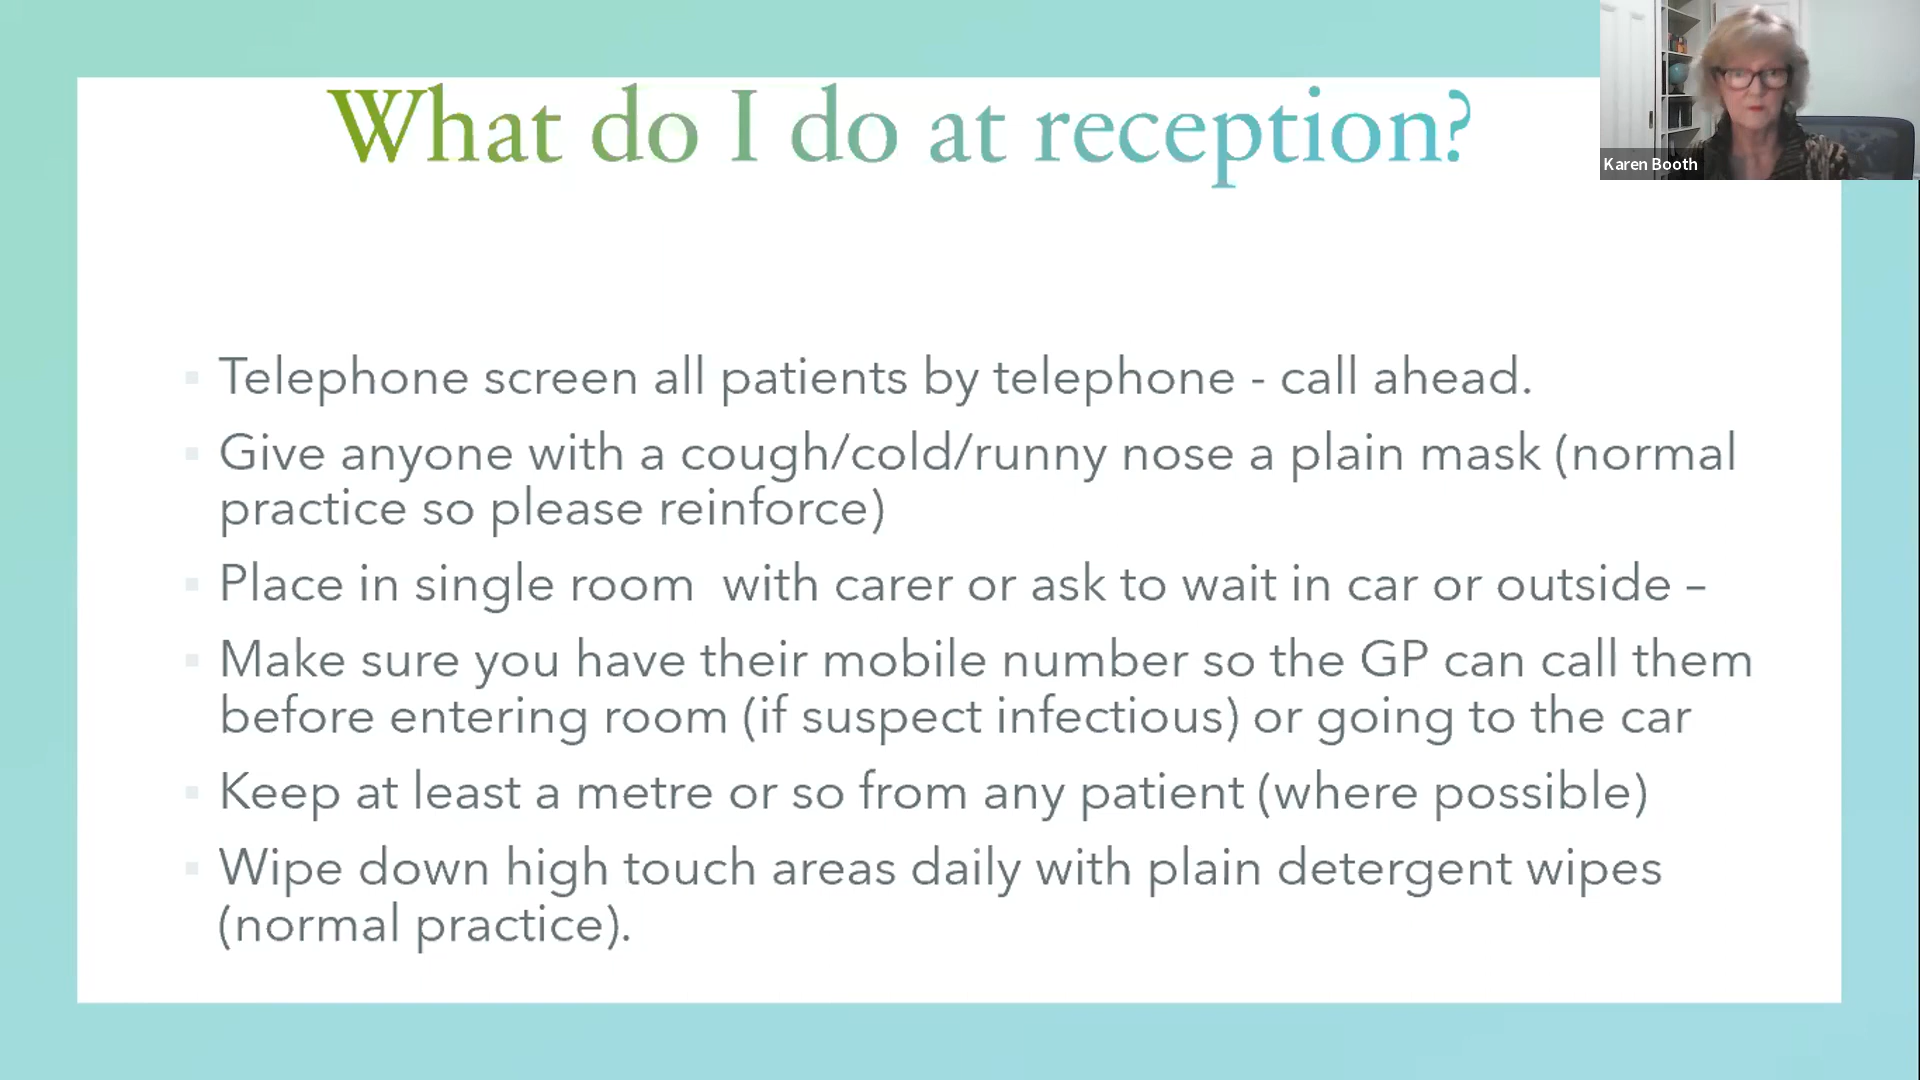 What do I do at reception?
Karen Booth
Telephone screen all patients by telephone - call ahead.
Give anyone with a cough/cold/runny nose a plain mask (normal
practice so please reinforce)
Place in single room  with carer or ask to wait in car or outside –
Make sure you have their mobile number so the GP can call them
before entering room (if suspect infectious) or going to the car
Keep at least a metre or so from any patient (where possible)
Wipe down high touch areas daily with plain detergent wipes
(normal practice).